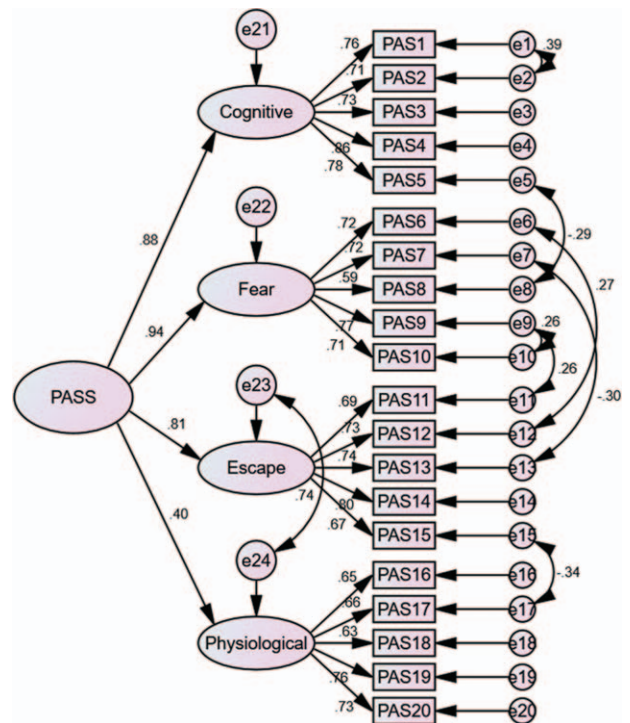 e21
.76
PAS1
e1
.39
.71
PAS2
e2
Cognitive
.73
PAS3
e3
.86
PAS4
e4
.78
PAS5
e5
e22
.72
PAS6
e6
-.29
.72
PAS7
e7
.88
Fear
.59
PAS8
e8
.27
.77
PAS9
e9
.26
.94
.71
PAS10
e10
.26
e23
.69
PAS11
e11
-.30
PASS
.81
.73
PAS12
e12
Escape
.74
PAS13
e13
.74
.80
PAS14
e14
.40
.67
PAS15
e15
e24
.65
PAS16
e16
-.34
.66
PAS17
e17
Physiological
.63
PAS18
e18
.76
PAS19
e19
.73
PAS20
e20